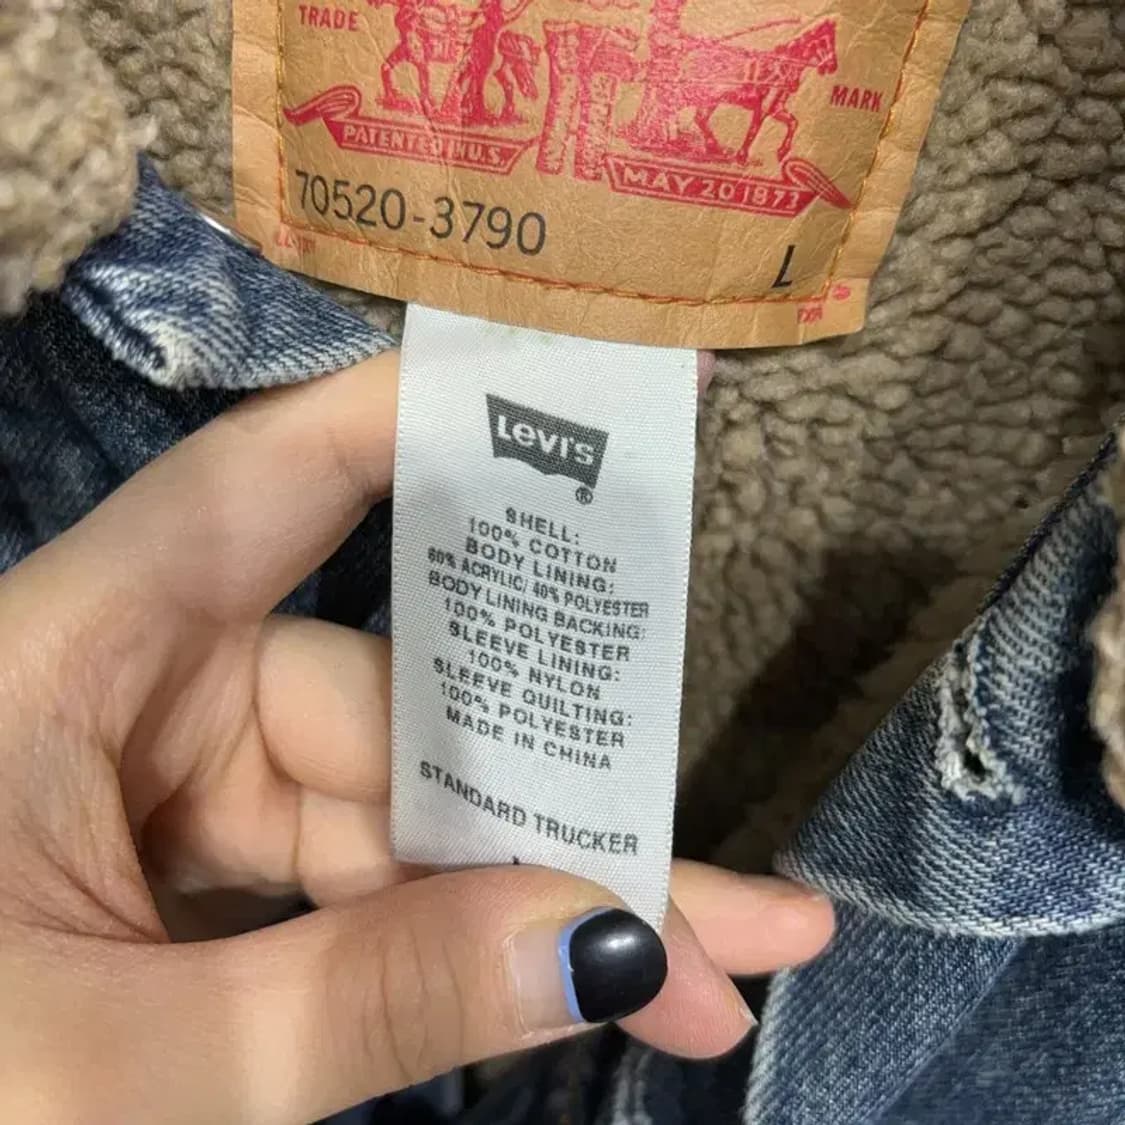 TRADE
MARK
PATENTED IN U.S.
MAY 20 1873
70520-3790
L
Levi's
®
SHELL:
100% COTTON
BODY LINING:
60% ACRYLIC/ 40% POLYESTER
BODY LINING BACKING:
100% POLYESTER
SLEEVE LINING:
100% NYLON
SLEEVE QUILTING:
100% POLYESTER
MADE IN CHINA
STANDARD TRUCKER